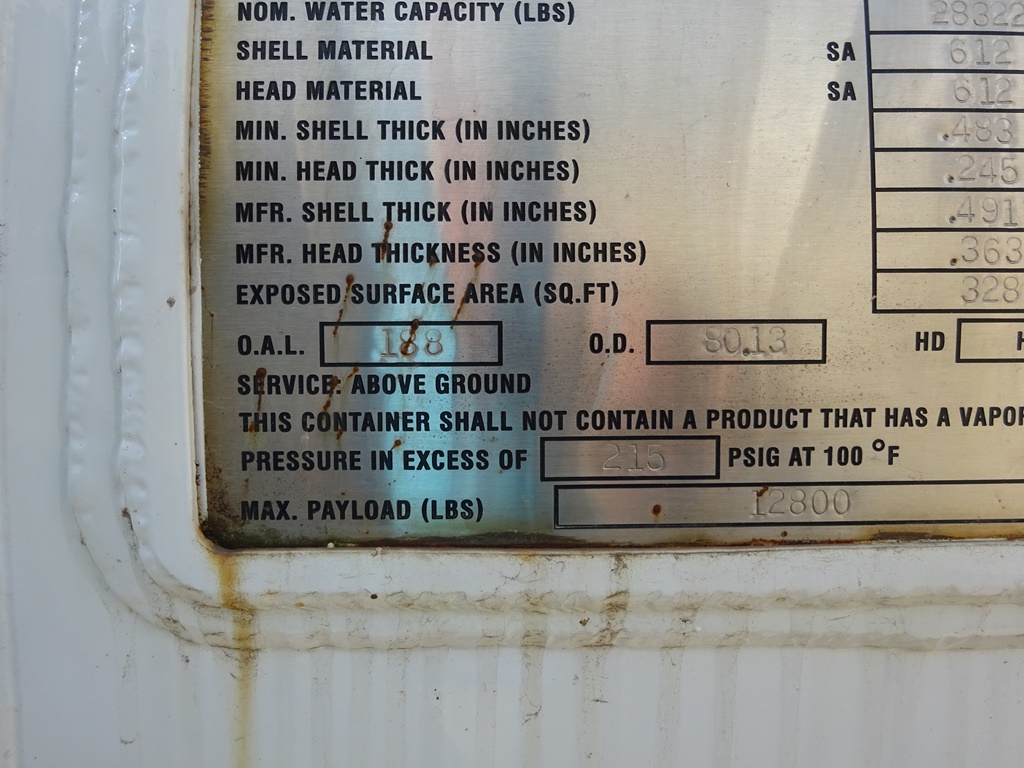 NOM. WATER CAPACITY (LBS) 28322
SHELL MATERIAL SA 612
HEAD MATERIAL SA 612
MIN. SHELL THICK (IN INCHES) .483
MIN. HEAD THICK (IN INCHES) .245
MFR. SHELL THICK (IN INCHES) .491
MFR. HEAD THICKNESS (IN INCHES) .363
EXPOSED SURFACE AREA (SQ.FT) 328
O.A.L. 188 O.D. 80.13 HD H
SERVICE: ABOVE GROUND
THIS CONTAINER SHALL NOT CONTAIN A PRODUCT THAT HAS A VAPOR
PRESSURE IN EXCESS OF 215 PSIG AT 100 °F
MAX. PAYLOAD (LBS) 12800